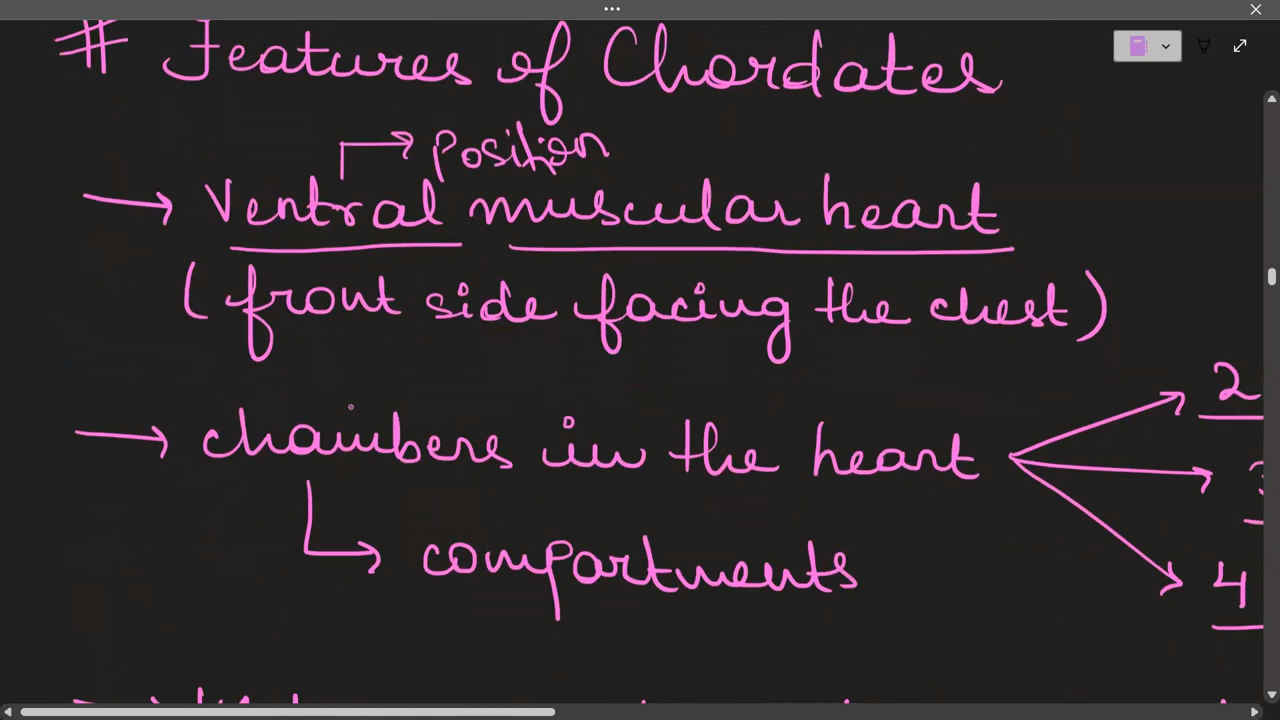 # Features of Chordates
→ Position
→ Ventral muscular heart
(front side facing the chest)
→ chambers in the heart → 2
→ compartments
→ 4